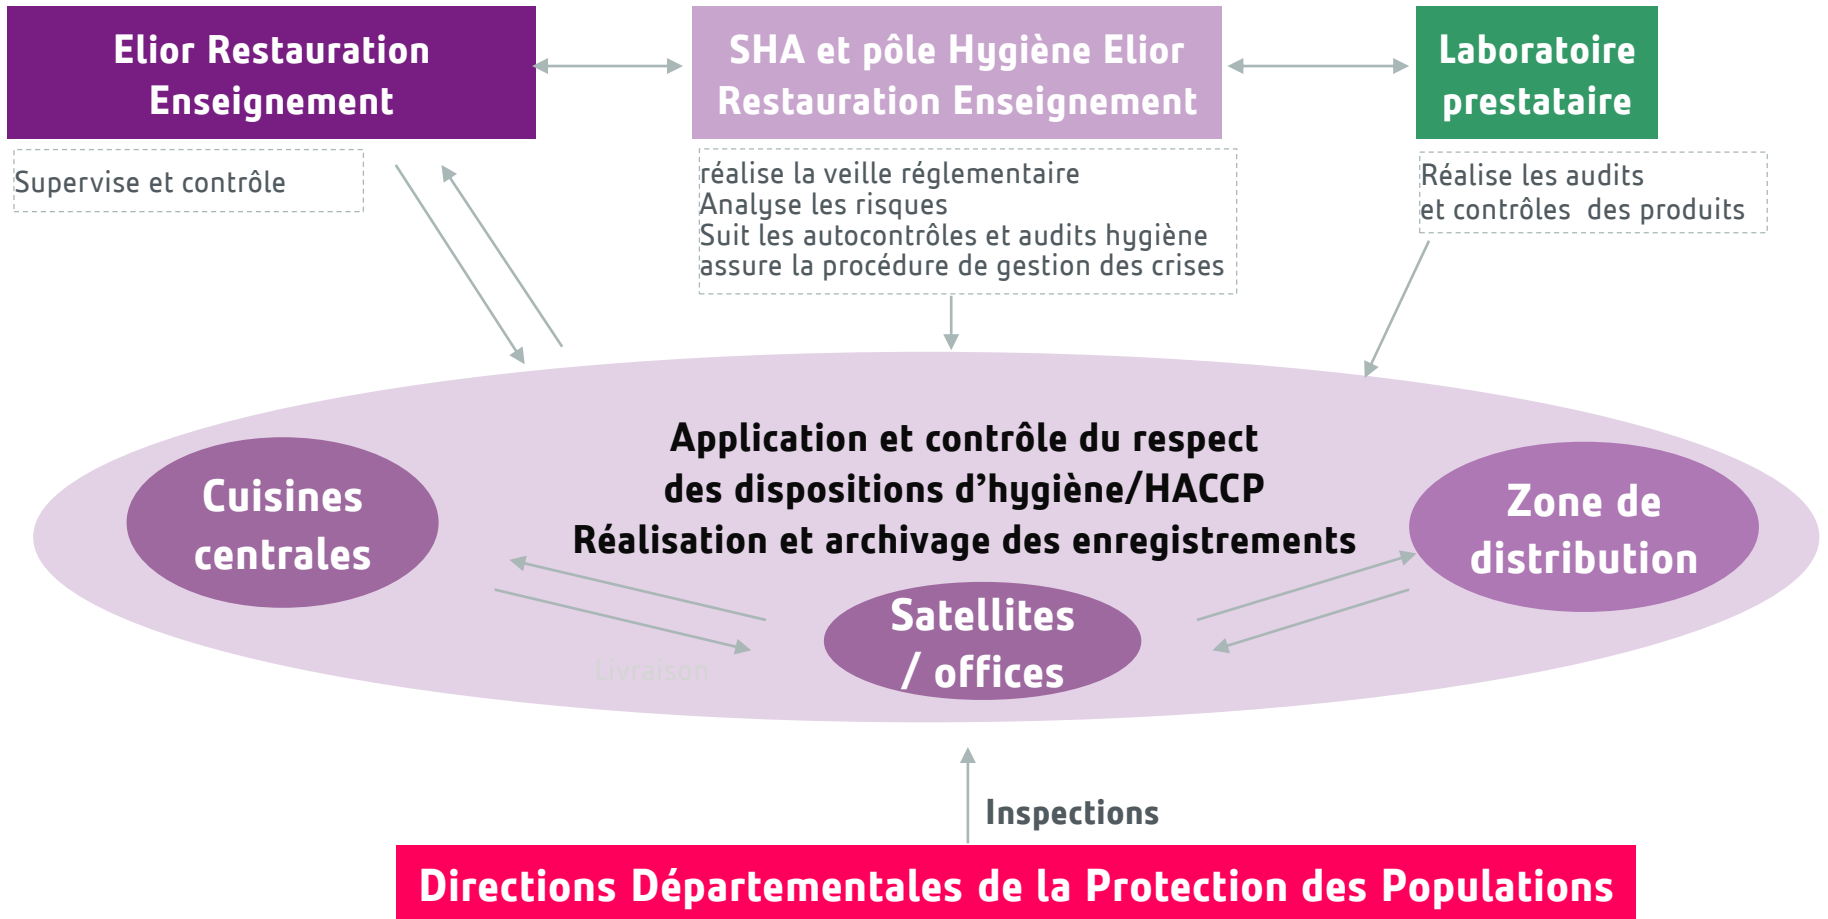 Elior Restauration
Enseignement
SHA et pôle Hygiène Elior
Restauration Enseignement
Laboratoire
prestataire
Supervise et contrôle
réalise la veille réglementaire
Analyse les risques
Suit les autocontrôles et audits hygiène
assure la procédure de gestion des crises
Réalise les audits
et contrôles des produits
Application et contrôle du respect
des dispositions d’hygiène/HACCP
Réalisation et archivage des enregistrements
Cuisines
centrales
Zone de
distribution
Satellites
/ offices
Livraison
Inspections
Directions Départementales de la Protection des Populations